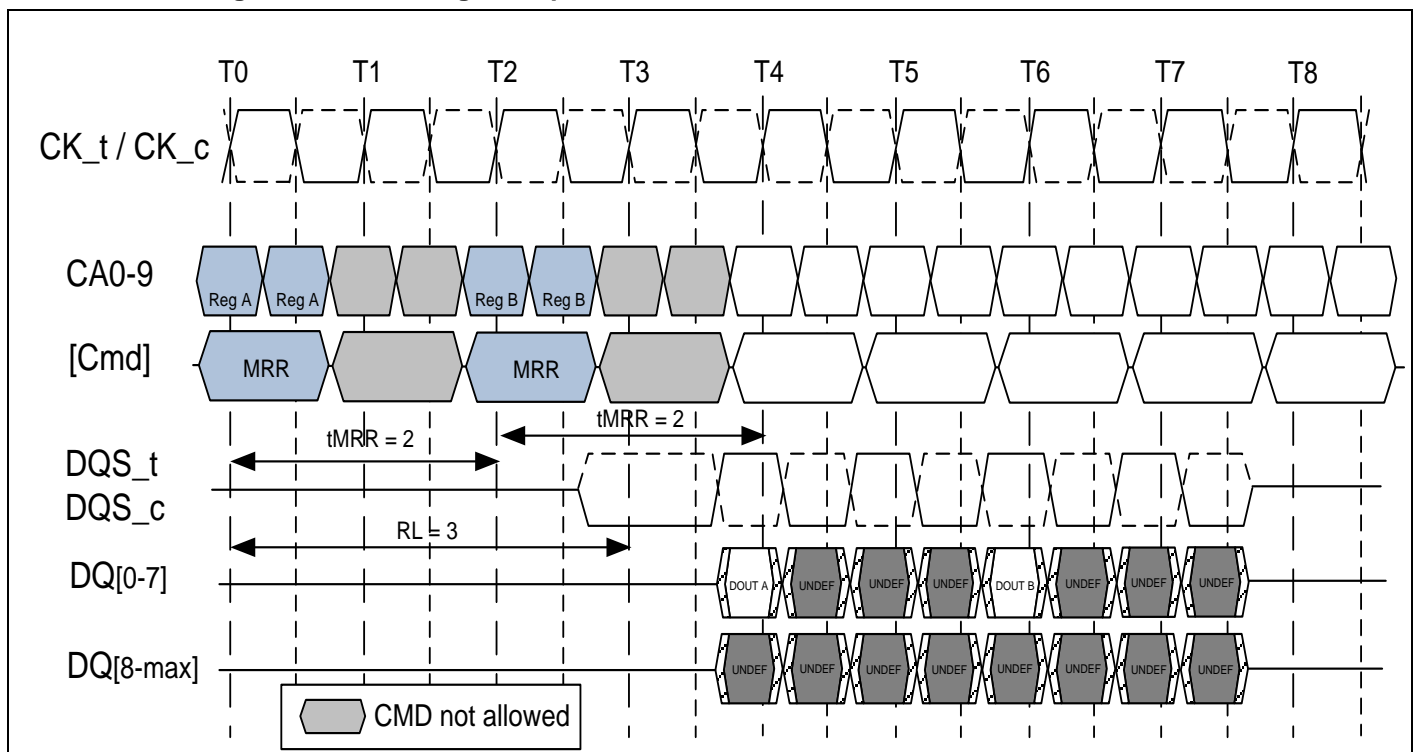 T0 T1 T2 T3 T4 T5 T6 T7 T8
CK_t / CK_c
CA0-9
Reg A Reg A Reg B Reg B
[Cmd]
MRR MRR
tMRR = 2
tMRR = 2
DQS_t
DQS_c
RL = 3
DQ[0-7]
DOUT A UNDEF UNDEF UNDEF DOUT B UNDEF UNDEF UNDEF
DQ[8-max]
UNDEF UNDEF UNDEF UNDEF UNDEF UNDEF UNDEF UNDEF
CMD not allowed